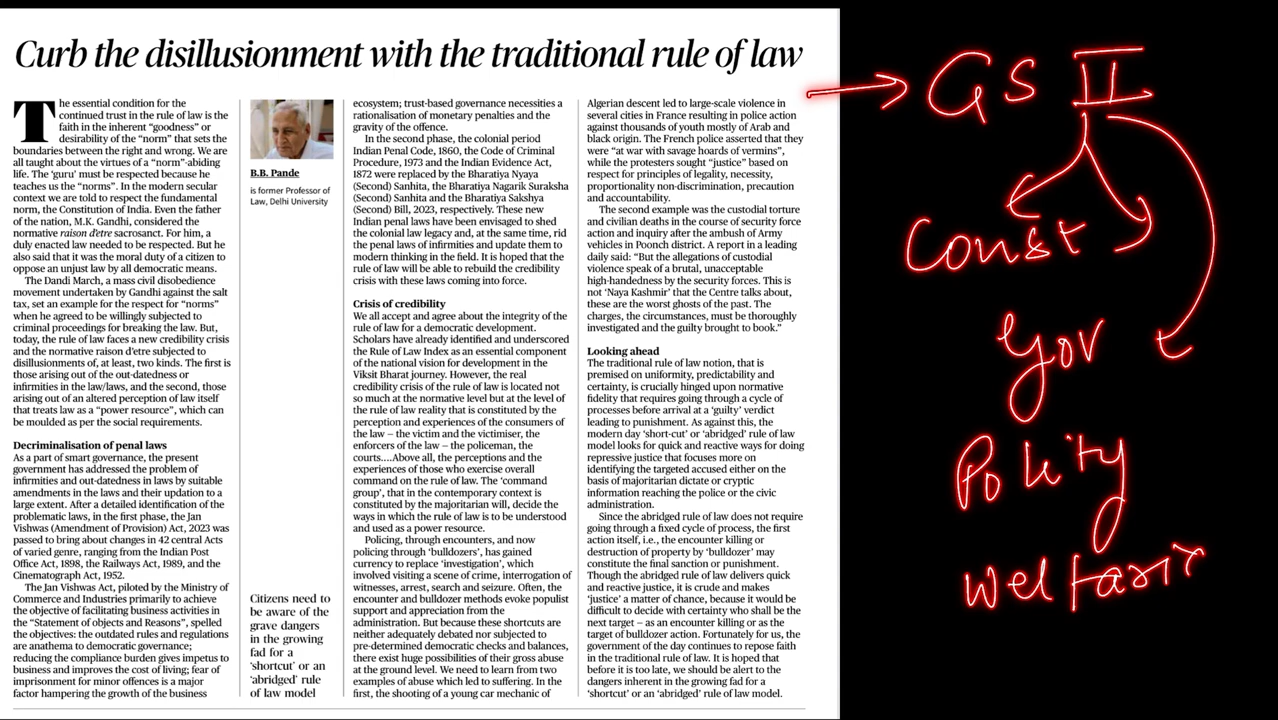 Curb the disillusionment with the traditional rule of law
The essential condition for the
continued trust in the rule of law is the
faith in the inherent “goodness” or
desirability of the “norm” that sets the
boundaries between the right and wrong. We are
all taught about the virtues of a “norm”-abiding
life. The ‘guru’ must be respected because he
teaches us the “norms”. In the modern secular
context we are told to respect the fundamental
norm, the Constitution of India. Even the father
of the nation, M.K. Gandhi, considered the
normative raison d’etre sacrosanct. For him, a
duly enacted law needed to be respected. But he
also said that it was the moral duty of a citizen to
oppose an unjust law by all democratic means.
The Dandi March, a mass civil disobedience
movement undertaken by Gandhi against the salt
tax, set an example for the respect for “norms”
when he agreed to be willingly subjected to
criminal proceedings for breaking the law. But,
today, the rule of law faces a new credibility crisis
and the normative raison d’etre subjected to
disillusionments of, at least, two kinds. The first is
those arising out of the out-datedness or
infirmities in the law/laws, and the second, those
arising out of an altered perception of law itself
that treats law as a “power resource”, which can
be moulded as per the social requirements.
Decriminalisation of penal laws
As a part of smart governance, the present
government has addressed the problem of
infirmities and out-datedness in laws by suitable
amendments in the laws and their updation to a
large extent. After a detailed identification of the
problematic laws, in the first phase, the Jan
Vishwas (Amendment of Provision) Act, 2023 was
passed to bring about changes in 42 central Acts
of varied genre, ranging from the Indian Post
Office Act, 1898, the Railways Act, 1989, and the
Cinematograph Act, 1952.
The Jan Vishwas Act, piloted by the Ministry of
Commerce and Industries primarily to achieve
the objective of facilitating business activities in
the “Statement of objects and Reasons”, spelled
the objectives: the outdated rules and regulations
are anathema to democratic governance;
reducing the compliance burden gives impetus to
business and improves the cost of living; fear of
imprisonment for minor offences is a major
factor hampering the growth of the business
B.B. Pande
is former Professor of
Law, Delhi University
Citizens need to
be aware of the
grave dangers
in the growing
fad for a
‘shortcut’ or an
‘abridged’ rule
of law model
ecosystem; trust-based governance necessities a
rationalisation of monetary penalties and the
gravity of the offence.
In the second phase, the colonial period
Indian Penal Code, 1860, the Code of Criminal
Procedure, 1973 and the Indian Evidence Act,
1872 were replaced by the Bharatiya Nyaya
(Second) Sanhita, the Bharatiya Nagarik Suraksha
(Second) Sanhita and the Bharatiya Sakshya
(Second) Bill, 2023, respectively. These new
Indian penal laws have been envisaged to shed
the colonial law legacy and, at the same time, rid
the penal laws of infirmities and update them to
modern thinking in the field. It is hoped that the
rule of law will be able to rebuild the credibility
crisis with these laws coming into force.
Crisis of credibility
We all accept and agree about the integrity of the
rule of law for a democratic development.
Scholars have already identified and underscored
the Rule of Law Index as an essential component
of the national vision for development in the
Viksit Bharat journey. However, the real
credibility crisis of the rule of law is located not
so much at the normative level but at the level of
the rule of law reality that is constituted by the
perception and experiences of the consumers of
the law – the victim and the victimiser, the
enforcers of the law – the policeman, the
courts....Above all, the perceptions and the
experiences of those who exercise overall
command on the rule of law. The ‘command
group’, that in the contemporary context is
constituted by the majoritarian will, decide the
ways in which the rule of law is to be understood
and used as a power resource.
Policing, through encounters, and now
policing through ‘bulldozers’, has gained
currency to replace ‘investigation’, which
involved visiting a scene of crime, interrogation of
witnesses, arrest, search and seizure. Often, the
encounter and bulldozer methods evoke populist
support and appreciation from the
administration. But because these shortcuts are
neither adequately debated nor subjected to
pre-determined democratic checks and balances,
there exist huge possibilities of their gross abuse
at the ground level. We need to learn from two
examples of abuse which led to suffering. In the
first, the shooting of a young car mechanic of
Algerian descent led to large-scale violence in
several cities in France resulting in police action
against thousands of youth mostly of Arab and
black origin. The French police asserted that they
were “at war with savage hoards of vermins”,
while the protesters sought “justice” based on
respect for principles of legality, necessity,
proportionality non-discrimination, precaution
and accountability.
The second example was the custodial torture
and civilian deaths in the course of security force
action and inquiry after the ambush of Army
vehicles in Poonch district. A report in a leading
daily said: “But the allegations of custodial
violence speak of a brutal, unacceptable
high-handedness by the security forces. This is
not ‘Naya Kashmir’ that the Centre talks about,
these are the worst ghosts of the past. The
charges, the circumstances, must be thoroughly
investigated and the guilty brought to book.”
Looking ahead
The traditional rule of law notion, that is
premised on uniformity, predictability and
certainty, is crucially hinged upon normative
fidelity that requires going through a cycle of
processes before arrival at a ‘guilty’ verdict
leading to punishment. As against this, the
modern day ‘short-cut’ or ‘abridged’ rule of law
model looks for quick and reactive ways for doing
repressive justice that focuses more on
identifying the targeted accused either on the
basis of majoritarian dictate or cryptic
information reaching the police or the civic
administration.
Since the abridged rule of law does not require
going through a fixed cycle of process, the first
action itself, i.e., the encounter killing or
destruction of property by ‘bulldozer’ may
constitute the final sanction or punishment.
Though the abridged rule of law delivers quick
and reactive justice, it is crude and makes
‘justice’ a matter of chance, because it would be
difficult to decide with certainty who shall be the
next target – as an encounter killing or as the
target of bulldozer action. Fortunately for us, the
government of the day continues to repose faith
in the traditional rule of law. It is hoped that
before it is too late, we should be alert to the
dangers inherent in the growing fad for a
‘shortcut’ or an ‘abridged’ rule of law model.
GS II
Const
Gov
Polity